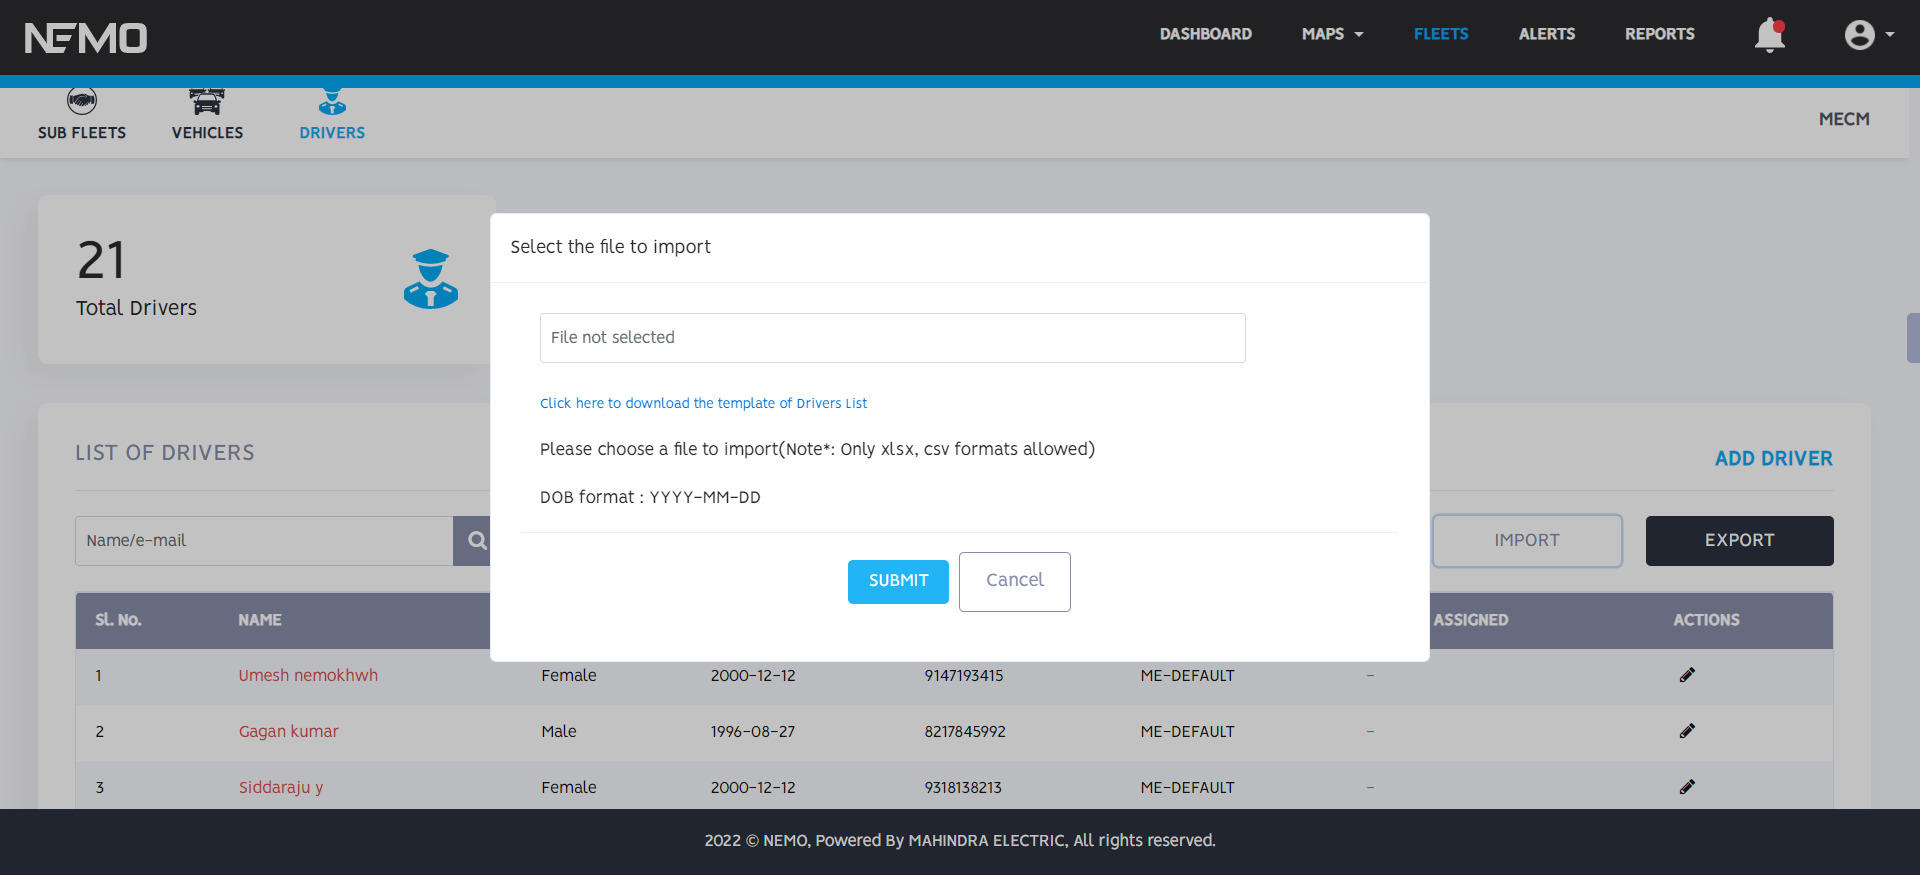 NEMO
DASHBOARD MAPS FLEETS ALERTS REPORTS
SUB FLEETS VEHICLES DRIVERS
MECM
21
Total Drivers
Select the file to import
File not selected
Click here to download the template of Drivers List
Please choose a file to import(Note*: Only xlsx, csv formats allowed)
DOB format : YYYY-MM-DD
SUBMIT Cancel
LIST OF DRIVERS
ADD DRIVER
Name/e-mail
IMPORT EXPORT
Sl. No. NAME ASSIGNED ACTIONS
1 Umesh nemokhwh Female 2000-12-12 9147193415 ME-DEFAULT -
2 Gagan kumar Male 1996-08-27 8217845992 ME-DEFAULT -
3 Siddaraju y Female 2000-12-12 9318138213 ME-DEFAULT -
2022 © NEMO, Powered By MAHINDRA ELECTRIC, All rights reserved.